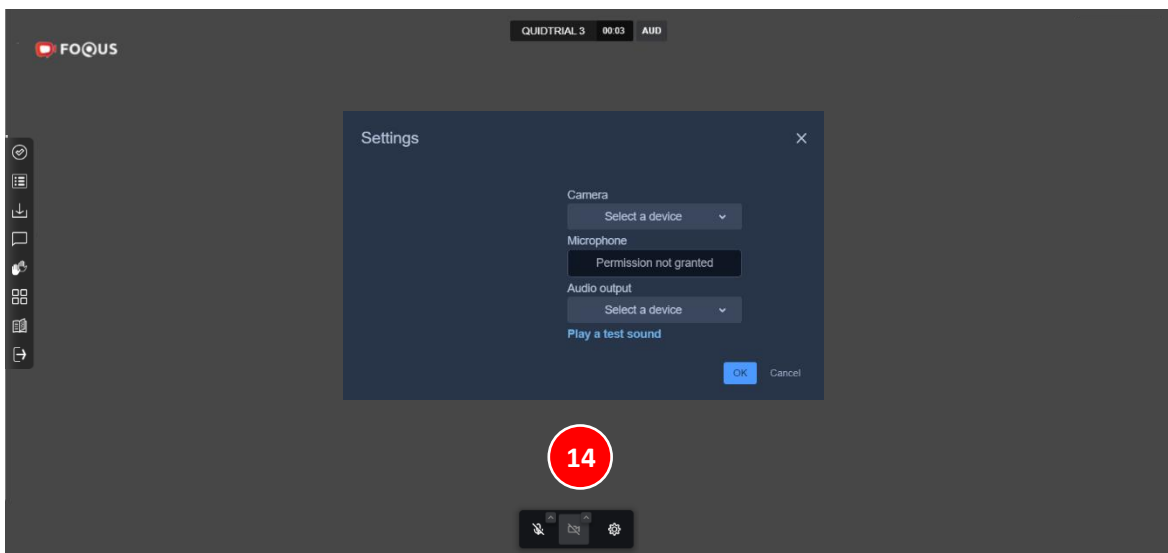 QUIDTRIAL 3 00:03 AUD
FOQUS
Settings
Camera
Select a device
Microphone
Permission not granted
Audio output
Select a device
Play a test sound
OK Cancel
14